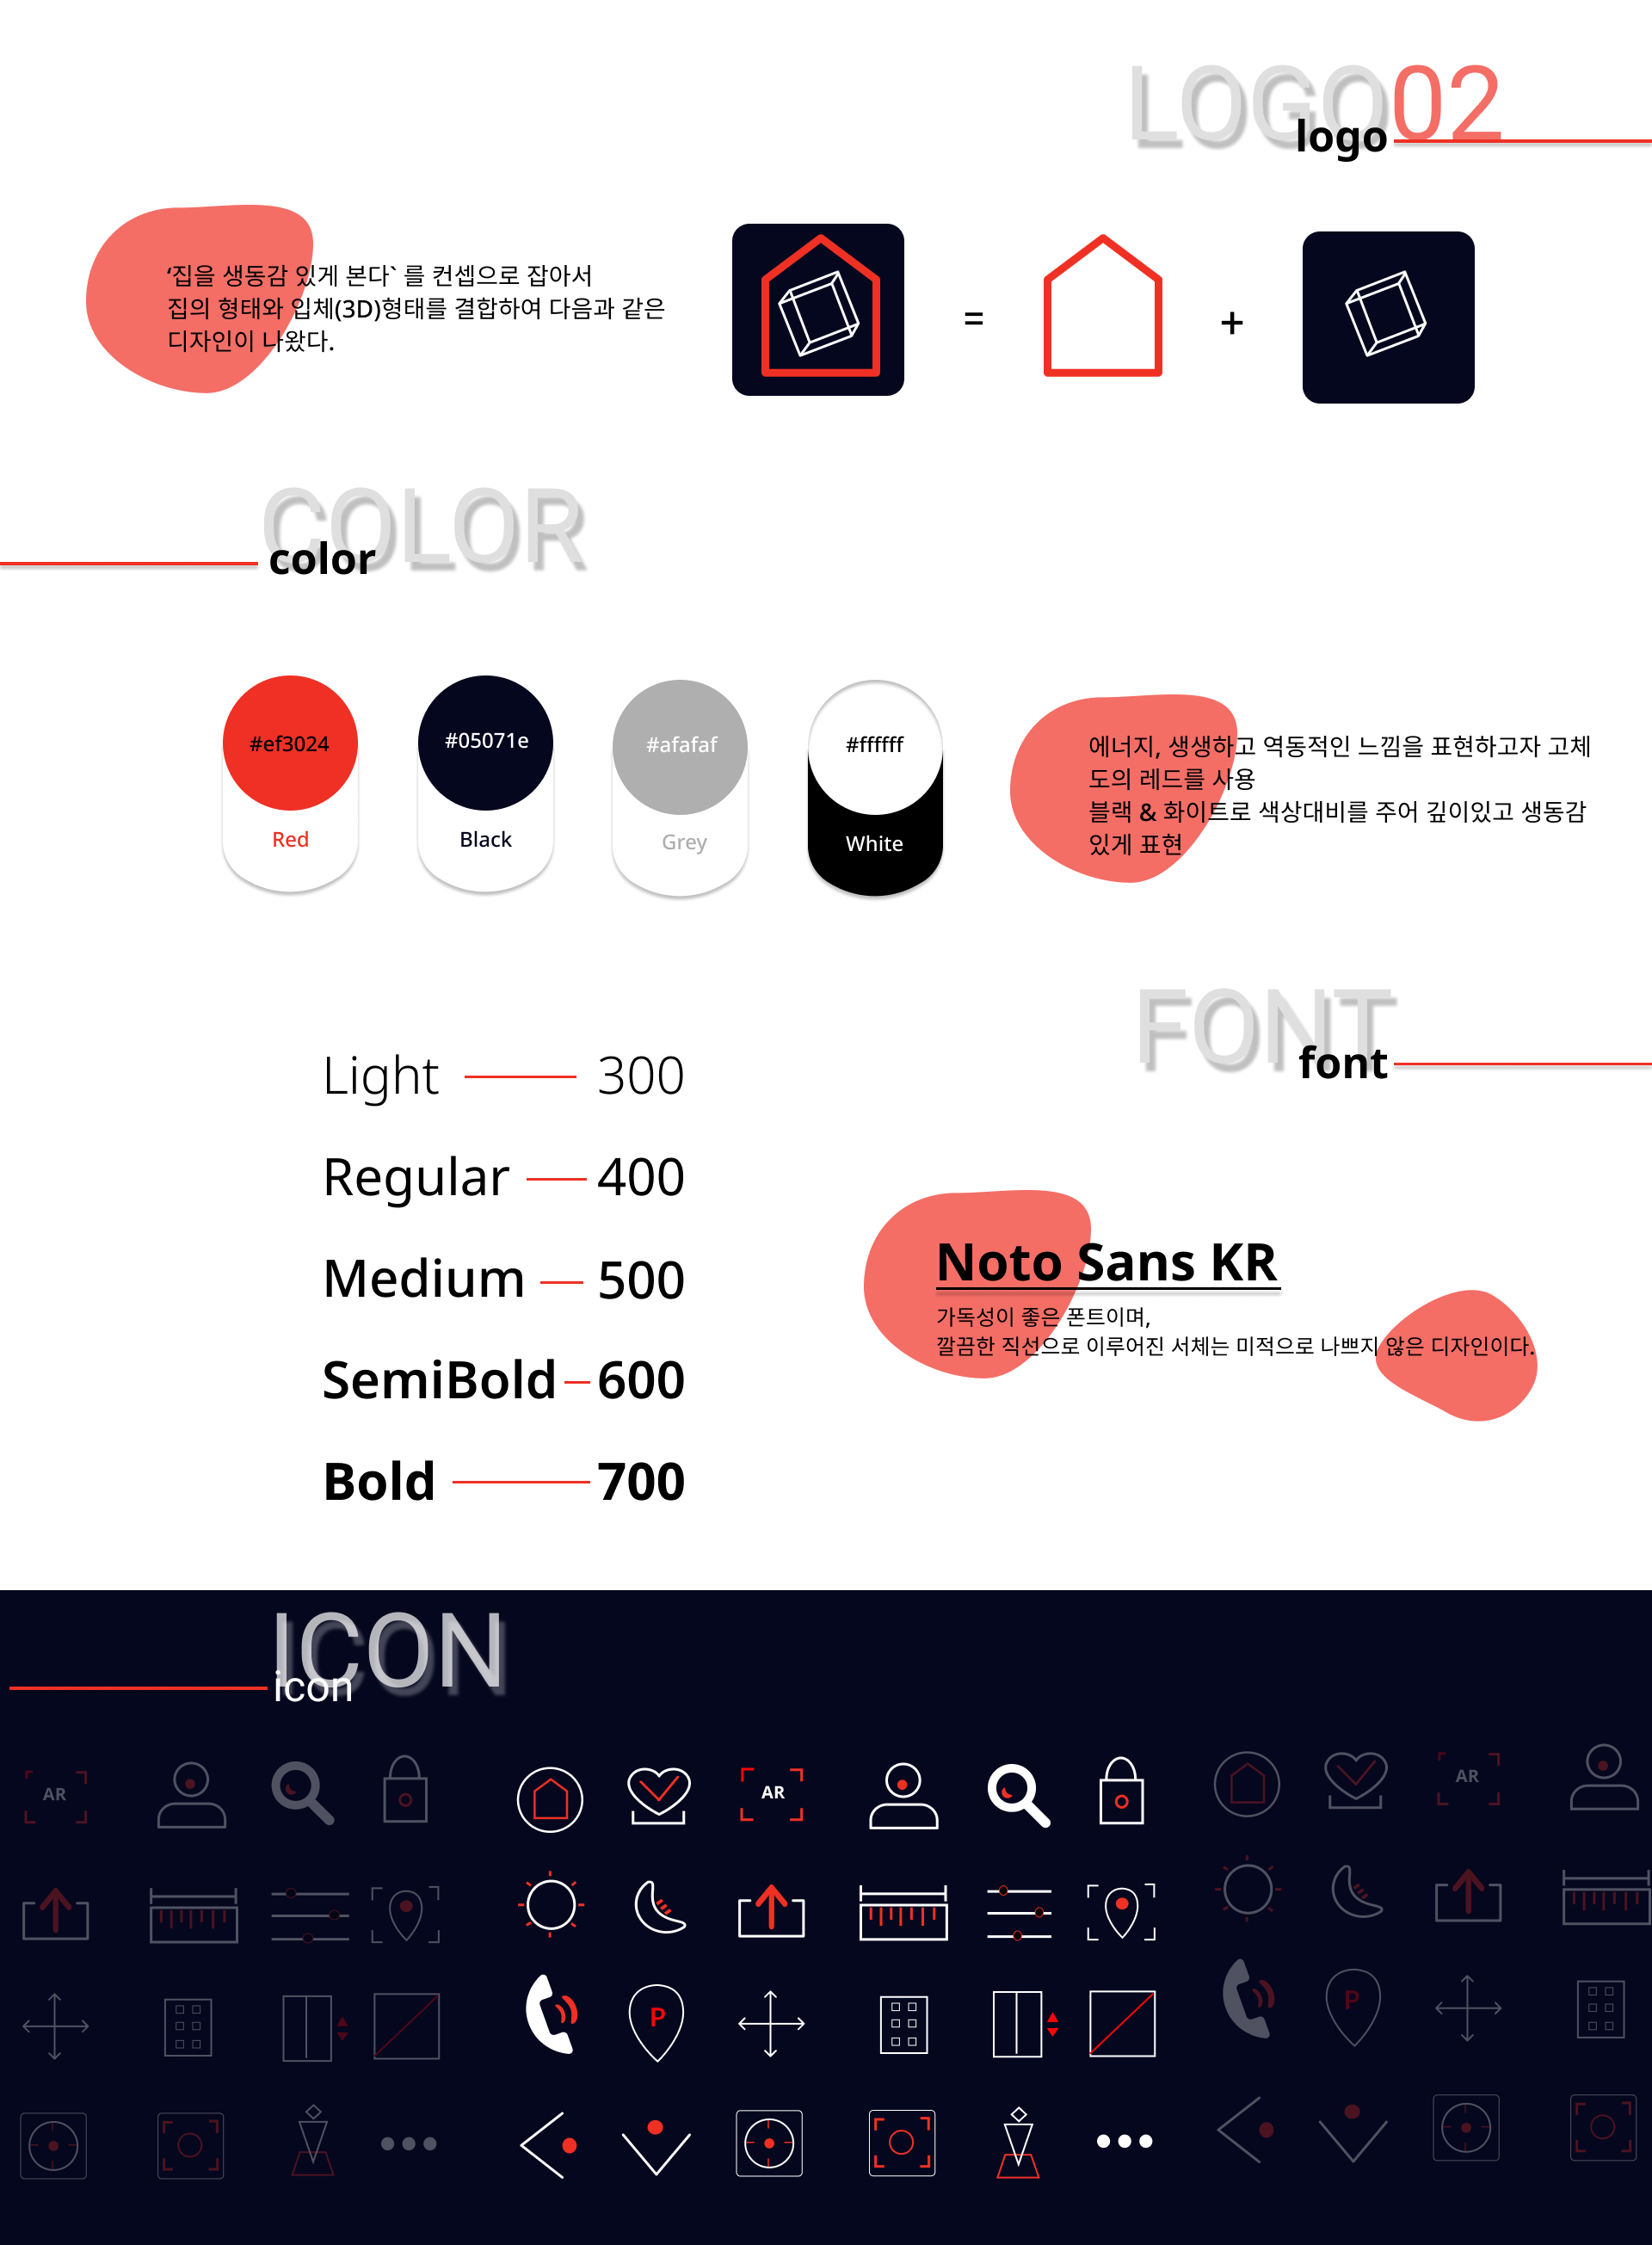 LOGO02
logo
‘집을 생동감 있게 본다` 를 컨셉으로 잡아서
집의 형태와 입체(3D)형태를 결합하여 다음과 같은
디자인이 나왔다.
= +
COLOR
color
#ef3024
#05071e
#afafaf
#ffffff
Red
Black
Grey
White
에너지, 생생하고 역동적인 느낌을 표현하고자 고체
도의 레드를 사용
블랙 & 화이트로 색상대비를 주어 깊이있고 생동감
있게 표현
FONT
font
Light 300
Regular 400
Medium 500
SemiBold 600
Bold 700
Noto Sans KR
가독성이 좋은 폰트이며,
깔끔한 직선으로 이루어진 서체는 미적으로 나쁘지 않은 디자인이다.
ICON
icon
AR
AR
AR
P
P